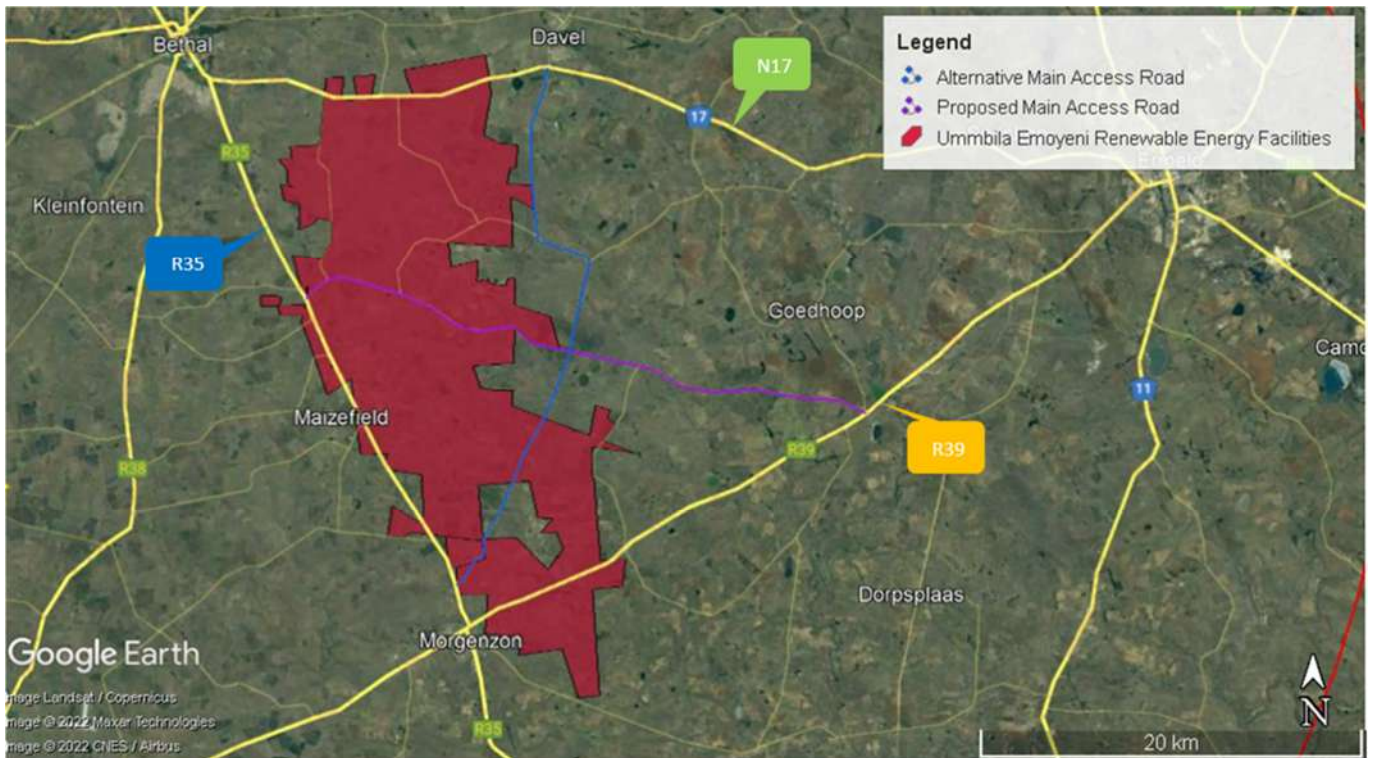 Bethal
Davel
N17
Legend
Alternative Main Access Road
Proposed Main Access Road
Ummbila Emoyeni Renewable Energy Facilities
17
R35
Kleinfontein
R35
Goedhoop
Camd
11
Maizefield
R38
R39
R39
Dorpsplaas
Morgenzon
Google Earth
Image Landsat / Copernicus
Image © 2022 Maxar Technologies
Image © 2022 CNES / Airbus
R35
N
20 km